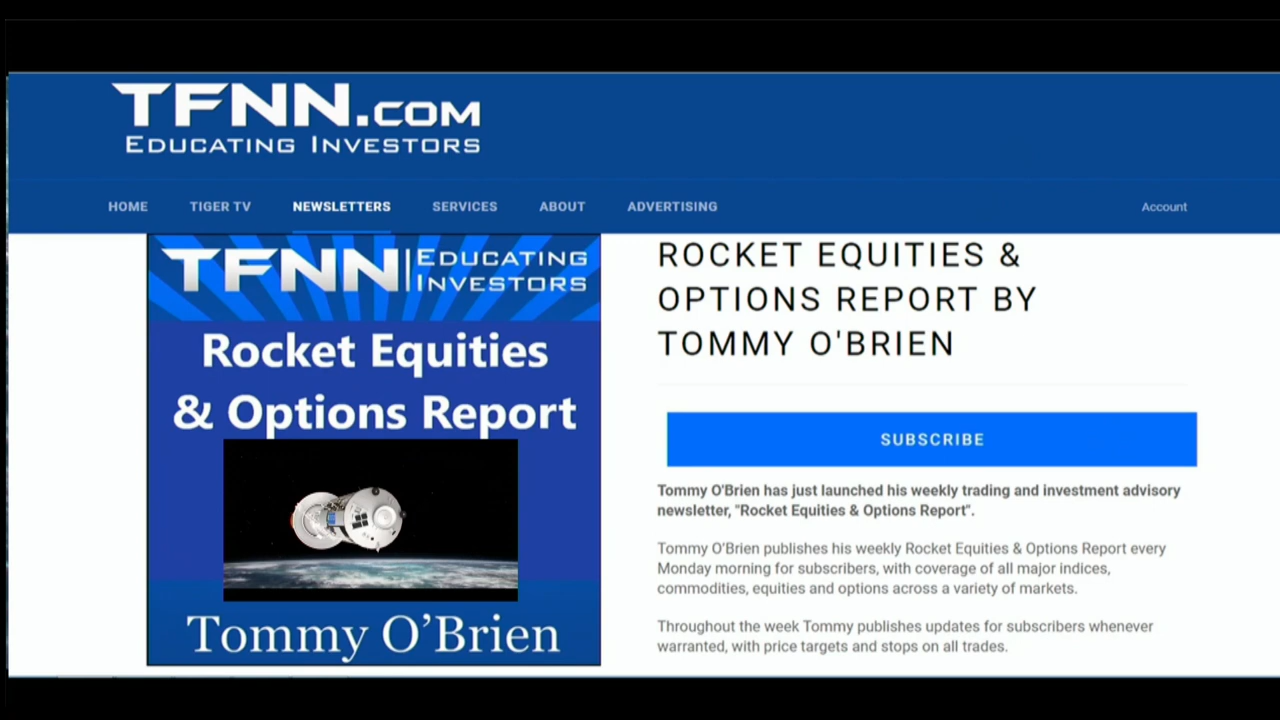 TFNN.COM
EDUCATING INVESTORS
HOME TIGER TV NEWSLETTERS SERVICES ABOUT ADVERTISING Account
TFNN EDUCATING
INVESTORS
Rocket Equities
& Options Report
Tommy O’Brien
ROCKET EQUITIES &
OPTIONS REPORT BY
TOMMY O'BRIEN
SUBSCRIBE
Tommy O'Brien has just launched his weekly trading and investment advisory
newsletter, "Rocket Equities & Options Report".
Tommy O’Brien publishes his weekly Rocket Equities & Options Report every
Monday morning for subscribers, with coverage of all major indices,
commodities, equities and options across a variety of markets.
Throughout the week Tommy publishes updates for subscribers whenever
warranted, with price targets and stops on all trades.